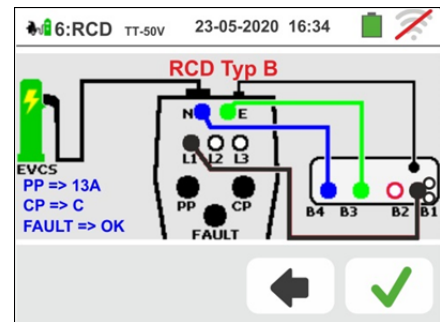 6:RCD TT-50V 23-05-2020 16:34
RCD Typ B
N E
L1 L2 L3
EVCS
PP => 13A
CP => C
FAULT => OK
PP CP
FAULT
B4 B3 B2 B1